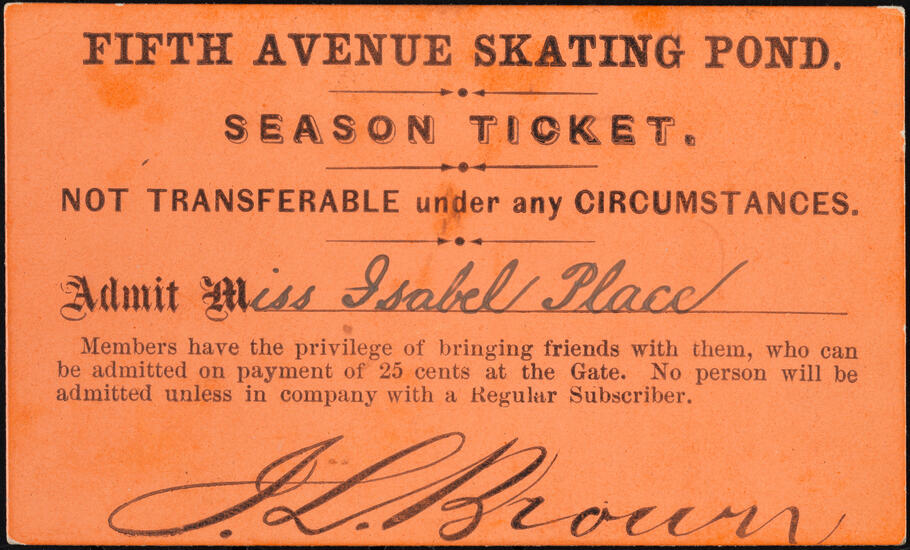 FIFTH AVENUE SKATING POND.
SEASON TICKET.
NOT TRANSFERABLE under any CIRCUMSTANCES.
Admit Miss Isabel Place
Members have the privilege of bringing friends with them, who can
be admitted on payment of 25 cents at the Gate. No person will be
admitted unless in company with a Regular Subscriber.
J. L. Brown